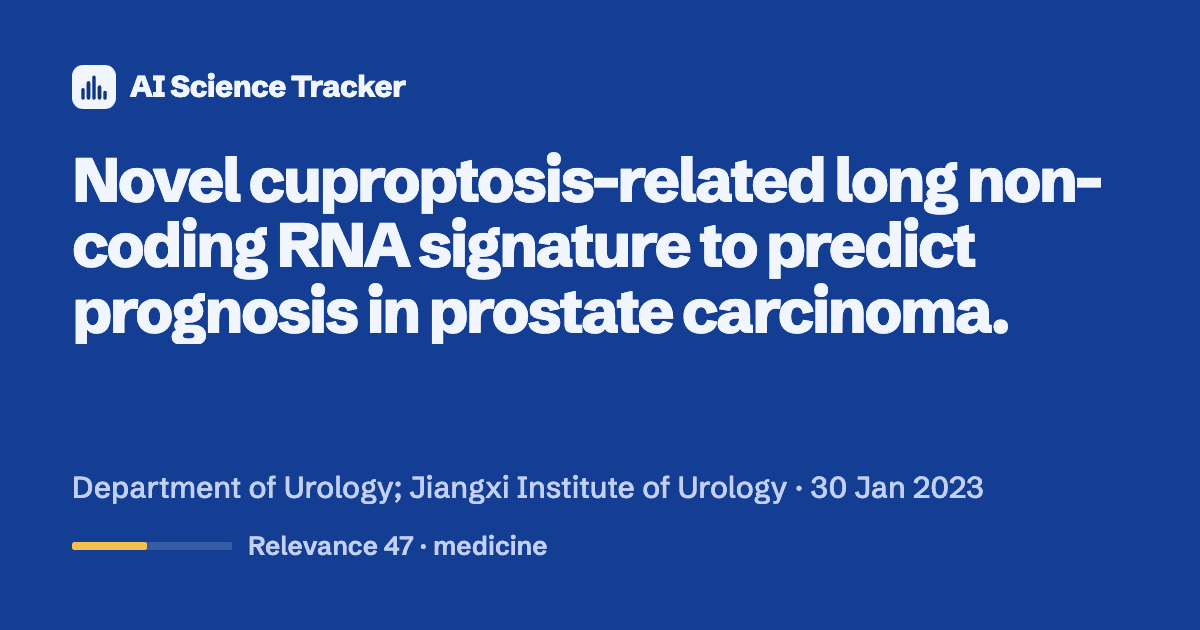 AI Science Tracker
Novel cuproptosis-related long non-
coding RNA signature to predict
prognosis in prostate carcinoma.
Department of Urology; Jiangxi Institute of Urology · 30 Jan 2023
Relevance 47 · medicine